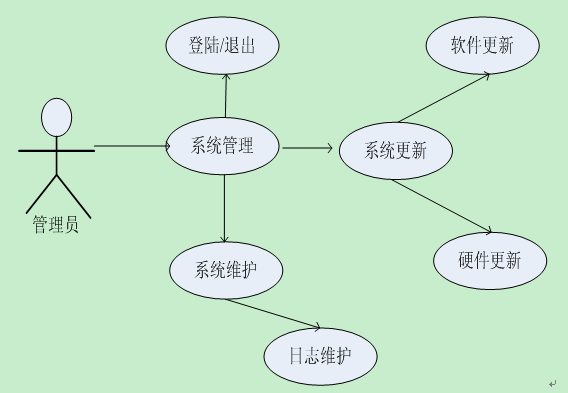 登陆/退出
软件更新
系统管理
系统更新
管理员
系统维护
硬件更新
日志维护